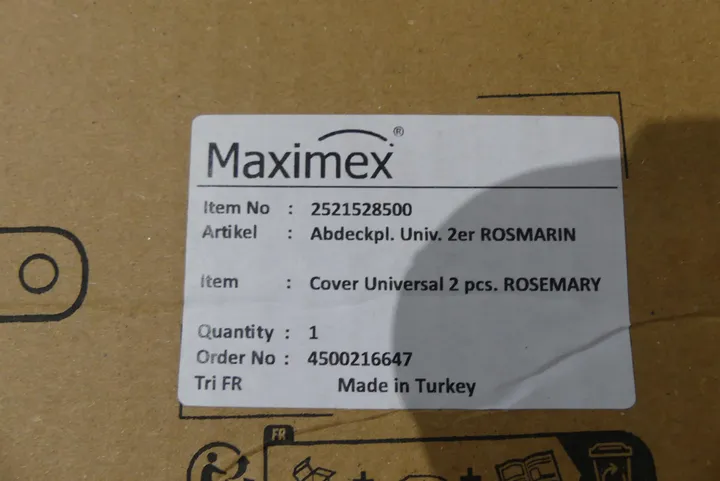 Maximex®
Item No : 2521528500
Artikel : Abdeckpl. Univ. 2er ROSMARIN
Item : Cover Universal 2 pcs. ROSEMARY
Quantity : 1
Order No : 4500216647
Tri FR Made in Turkey
FR